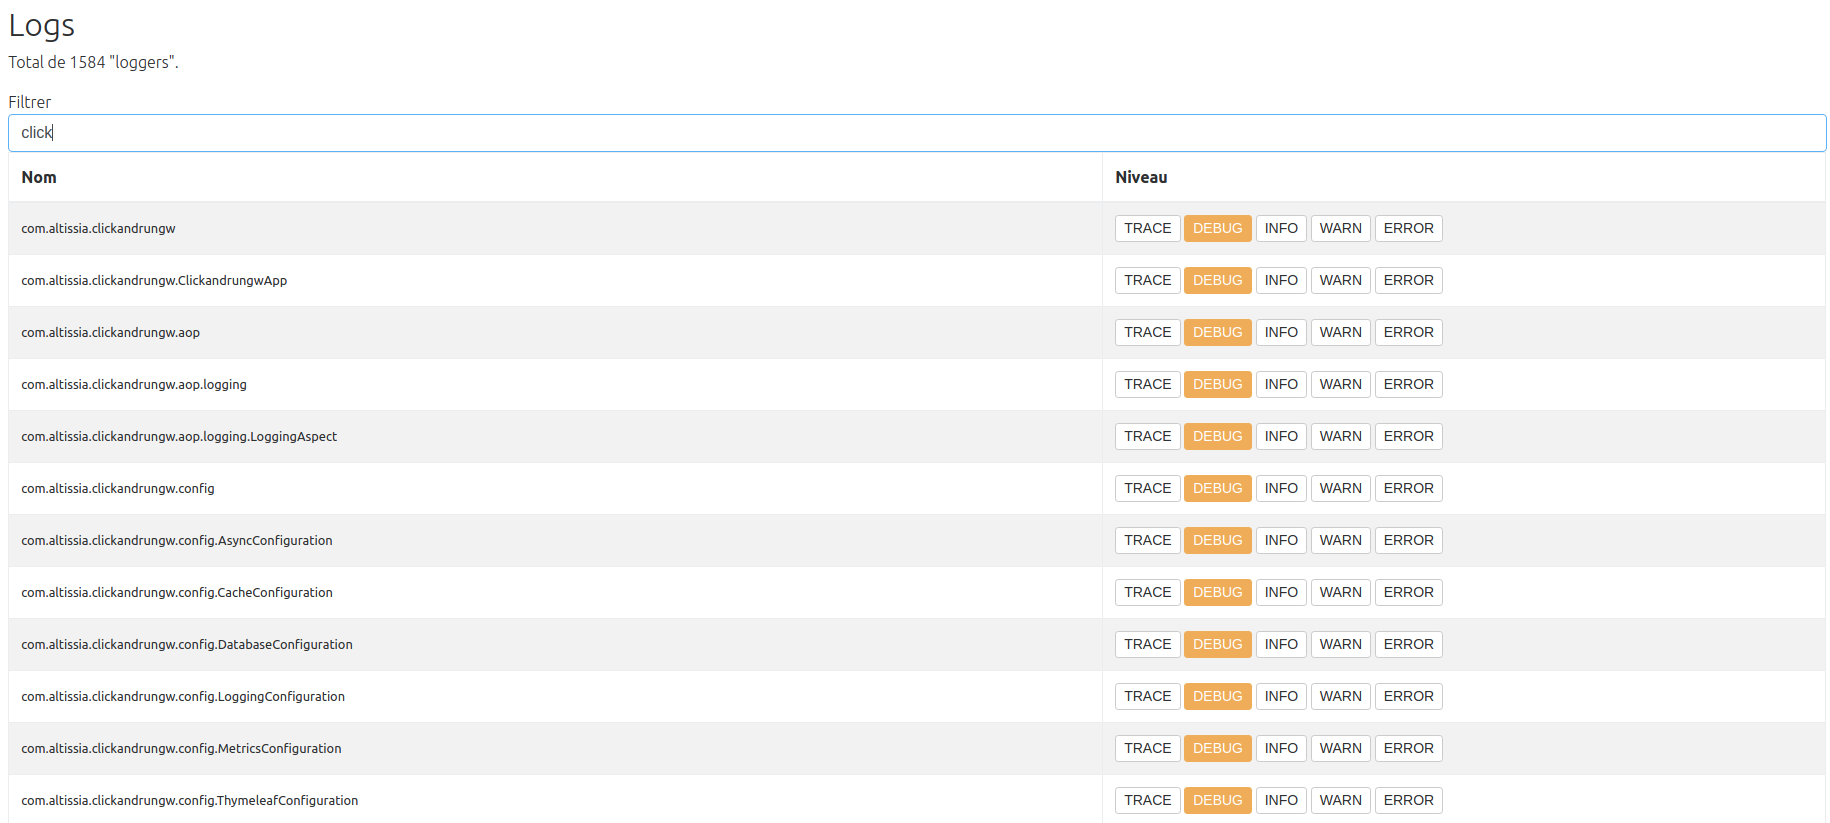 Logs
Total de 1584 "loggers".
Filtrer
click
Nom Niveau
com.altissia.clickandrungw TRACE DEBUG INFO WARN ERROR
com.altissia.clickandrungw.ClickandrungwApp TRACE DEBUG INFO WARN ERROR
com.altissia.clickandrungw.aop TRACE DEBUG INFO WARN ERROR
com.altissia.clickandrungw.aop.logging TRACE DEBUG INFO WARN ERROR
com.altissia.clickandrungw.aop.logging.LoggingAspect TRACE DEBUG INFO WARN ERROR
com.altissia.clickandrungw.config TRACE DEBUG INFO WARN ERROR
com.altissia.clickandrungw.config.AsyncConfiguration TRACE DEBUG INFO WARN ERROR
com.altissia.clickandrungw.config.CacheConfiguration TRACE DEBUG INFO WARN ERROR
com.altissia.clickandrungw.config.DatabaseConfiguration TRACE DEBUG INFO WARN ERROR
com.altissia.clickandrungw.config.LoggingConfiguration TRACE DEBUG INFO WARN ERROR
com.altissia.clickandrungw.config.MetricsConfiguration TRACE DEBUG INFO WARN ERROR
com.altissia.clickandrungw.config.ThymeleafConfiguration TRACE DEBUG INFO WARN ERROR